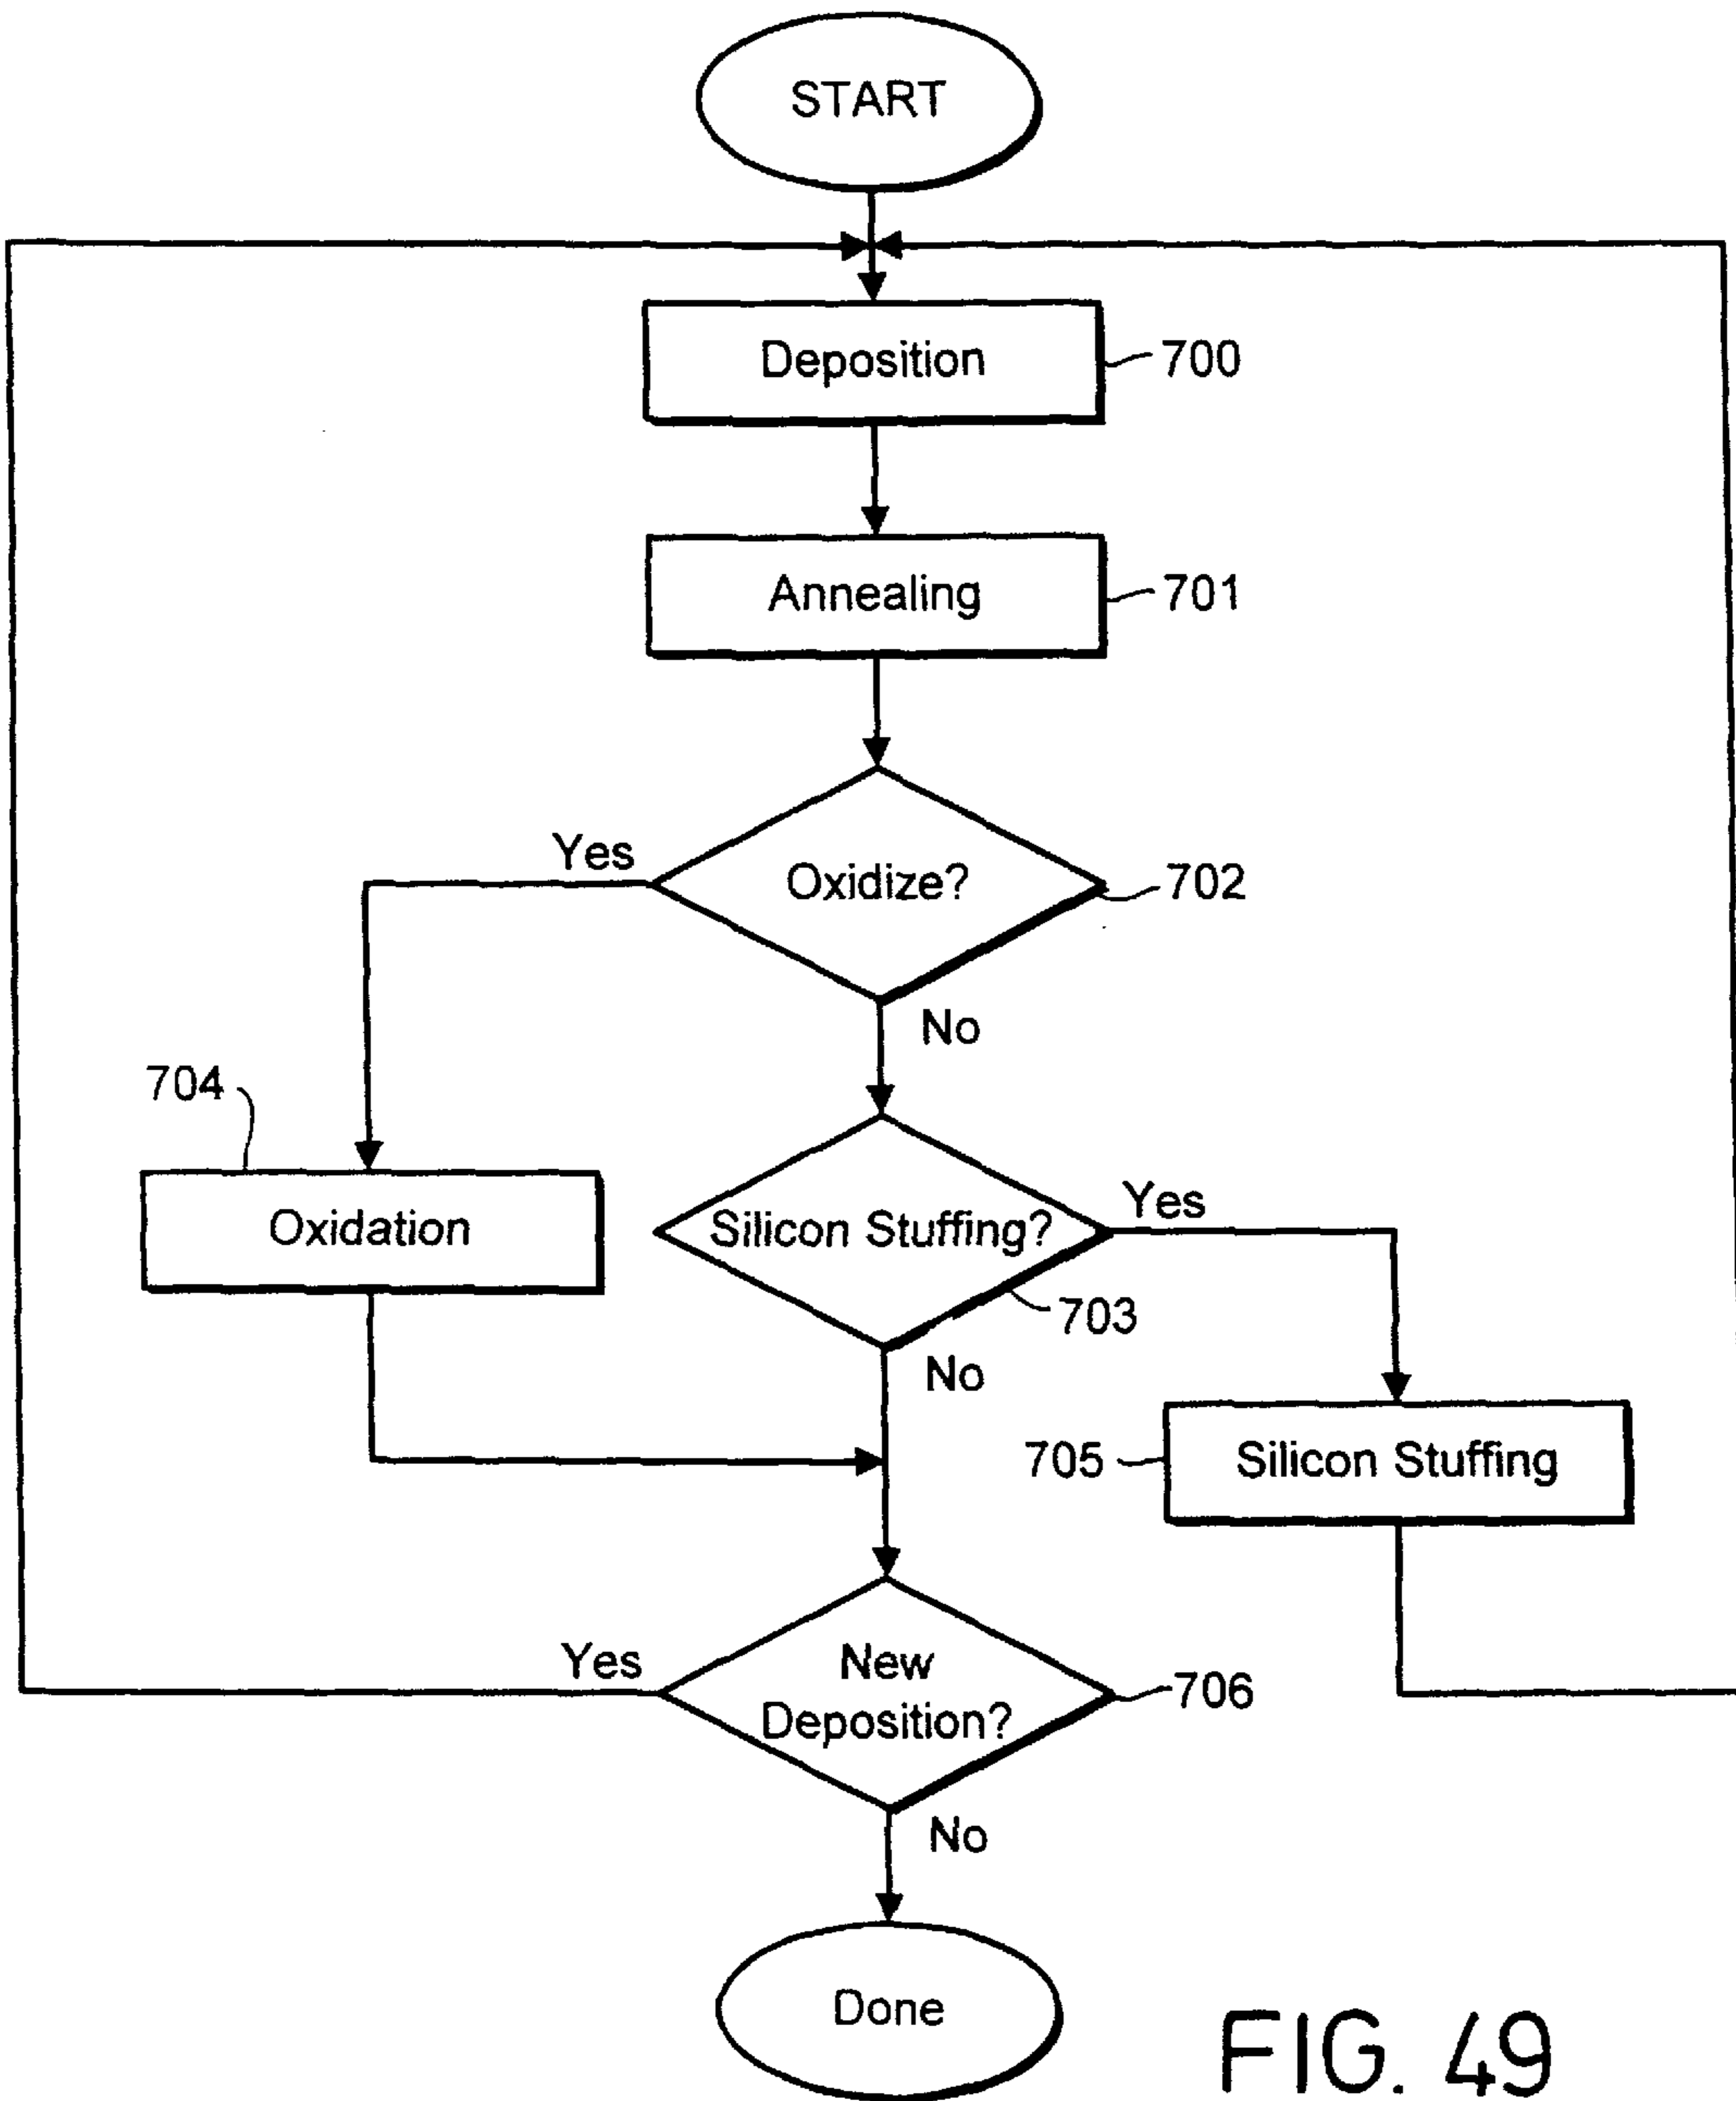 START
Deposition
700
Annealing
701
Yes
Oxidize?
702
No
704
Oxidation
Silicon Stuffing?
Yes
703
No
705
Silicon Stuffing
Yes
New
Deposition?
706
No
Done
FIG. 49